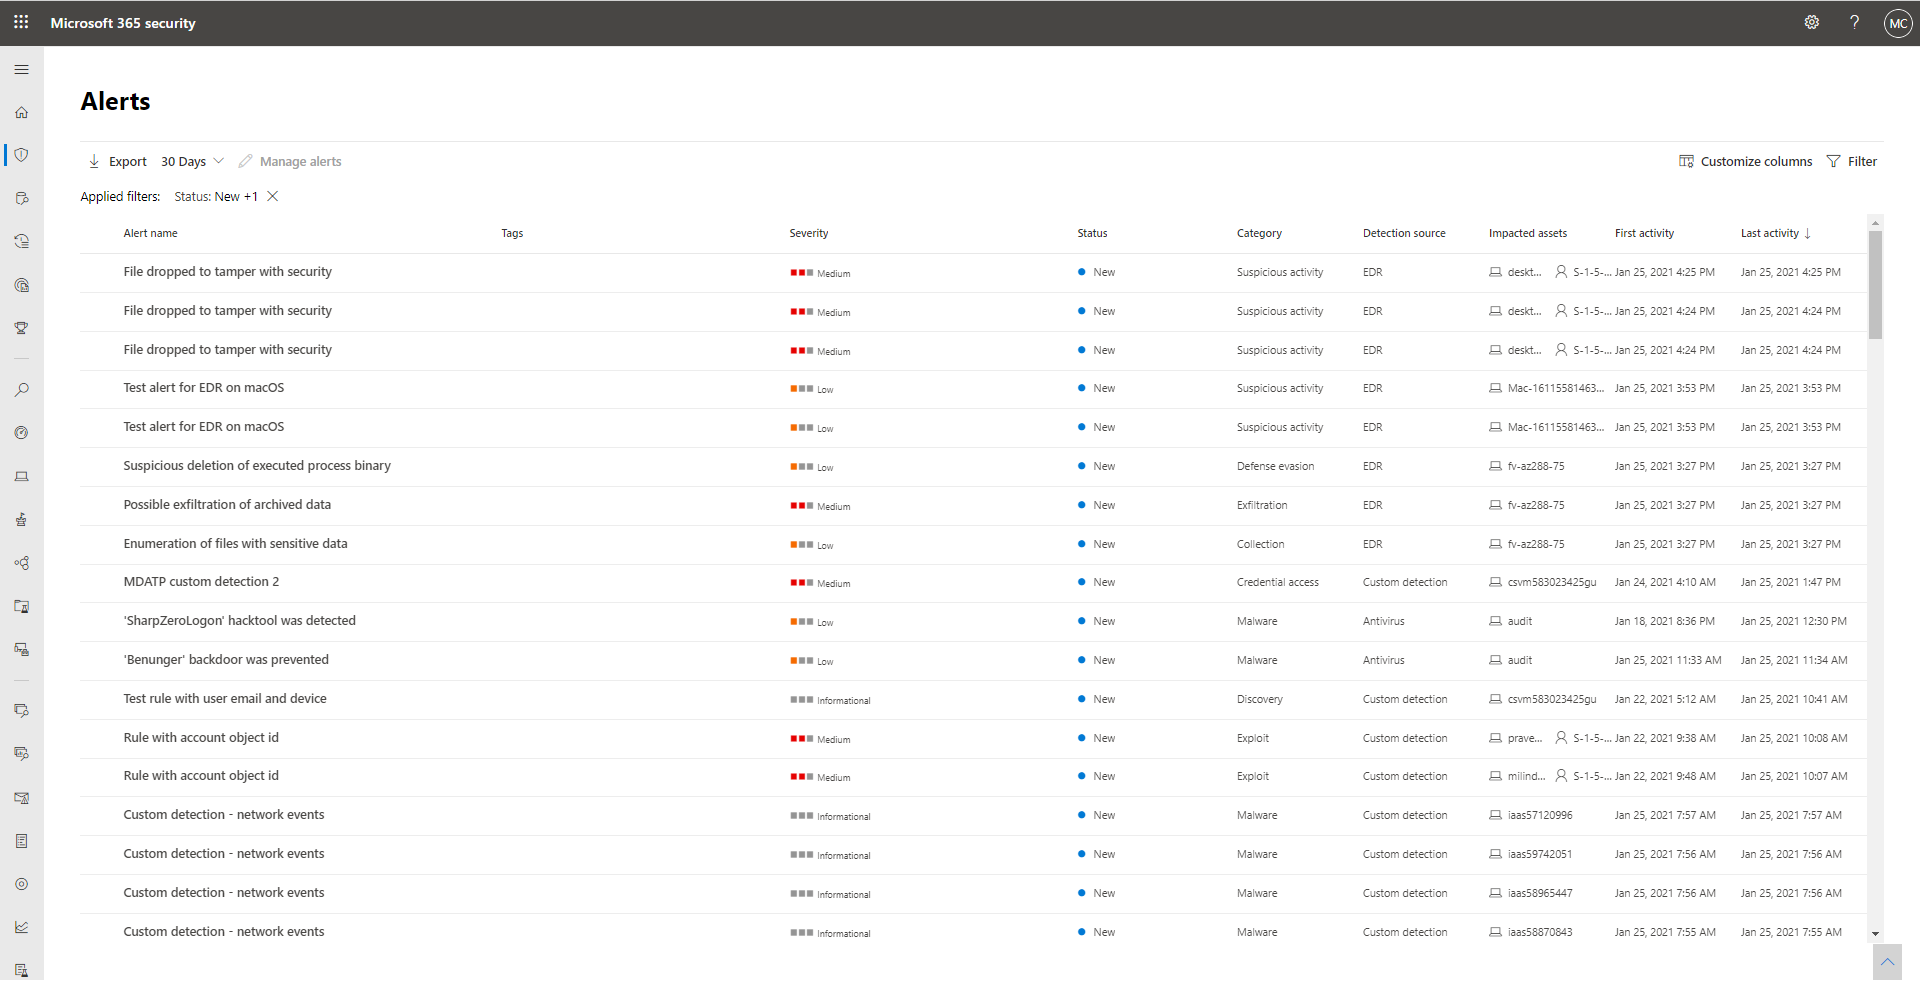 Microsoft 365 security ? MC
Alerts
Export 30 Days Manage alerts Customize columns Filter
Applied filters: Status: New +1
Alert name Tags Severity Status Category Detection source Impacted assets First activity Last activity ↓
File dropped to tamper with security Medium New Suspicious activity EDR deskt... S-1-5-... Jan 25, 2021 4:25 PM Jan 25, 2021 4:25 PM
File dropped to tamper with security Medium New Suspicious activity EDR deskt... S-1-5-... Jan 25, 2021 4:24 PM Jan 25, 2021 4:24 PM
File dropped to tamper with security Medium New Suspicious activity EDR deskt... S-1-5-... Jan 25, 2021 4:24 PM Jan 25, 2021 4:24 PM
Test alert for EDR on macOS Low New Suspicious activity EDR Mac-16115581463... Jan 25, 2021 3:53 PM Jan 25, 2021 3:53 PM
Test alert for EDR on macOS Low New Suspicious activity EDR Mac-16115581463... Jan 25, 2021 3:53 PM Jan 25, 2021 3:53 PM
Suspicious deletion of executed process binary Low New Defense evasion EDR fv-az288-75 Jan 25, 2021 3:27 PM Jan 25, 2021 3:27 PM
Possible exfiltration of archived data Medium New Exfiltration EDR fv-az288-75 Jan 25, 2021 3:27 PM Jan 25, 2021 3:27 PM
Enumeration of files with sensitive data Low New Collection EDR fv-az288-75 Jan 25, 2021 3:27 PM Jan 25, 2021 3:27 PM
MDATP custom detection 2 Medium New Credential access Custom detection csvm583023425gu Jan 24, 2021 4:10 AM Jan 25, 2021 1:47 PM
'SharpZeroLogon' hacktool was detected Low New Malware Antivirus audit Jan 18, 2021 8:36 PM Jan 25, 2021 12:30 PM
'Benunger' backdoor was prevented Low New Malware Antivirus audit Jan 25, 2021 11:33 AM Jan 25, 2021 11:34 AM
Test rule with user email and device Informational New Discovery Custom detection csvm583023425gu Jan 22, 2021 5:12 AM Jan 25, 2021 10:41 AM
Rule with account object id Medium New Exploit Custom detection prave... S-1-5-... Jan 22, 2021 9:38 AM Jan 25, 2021 10:08 AM
Rule with account object id Medium New Exploit Custom detection milind... S-1-5-... Jan 22, 2021 9:48 AM Jan 25, 2021 10:07 AM
Custom detection - network events Informational New Malware Custom detection iaas57120996 Jan 25, 2021 7:57 AM Jan 25, 2021 7:57 AM
Custom detection - network events Informational New Malware Custom detection iaas59742051 Jan 25, 2021 7:56 AM Jan 25, 2021 7:56 AM
Custom detection - network events Informational New Malware Custom detection iaas58965447 Jan 25, 2021 7:56 AM Jan 25, 2021 7:56 AM
Custom detection - network events Informational New Malware Custom detection iaas58870843 Jan 25, 2021 7:55 AM Jan 25, 2021 7:55 AM